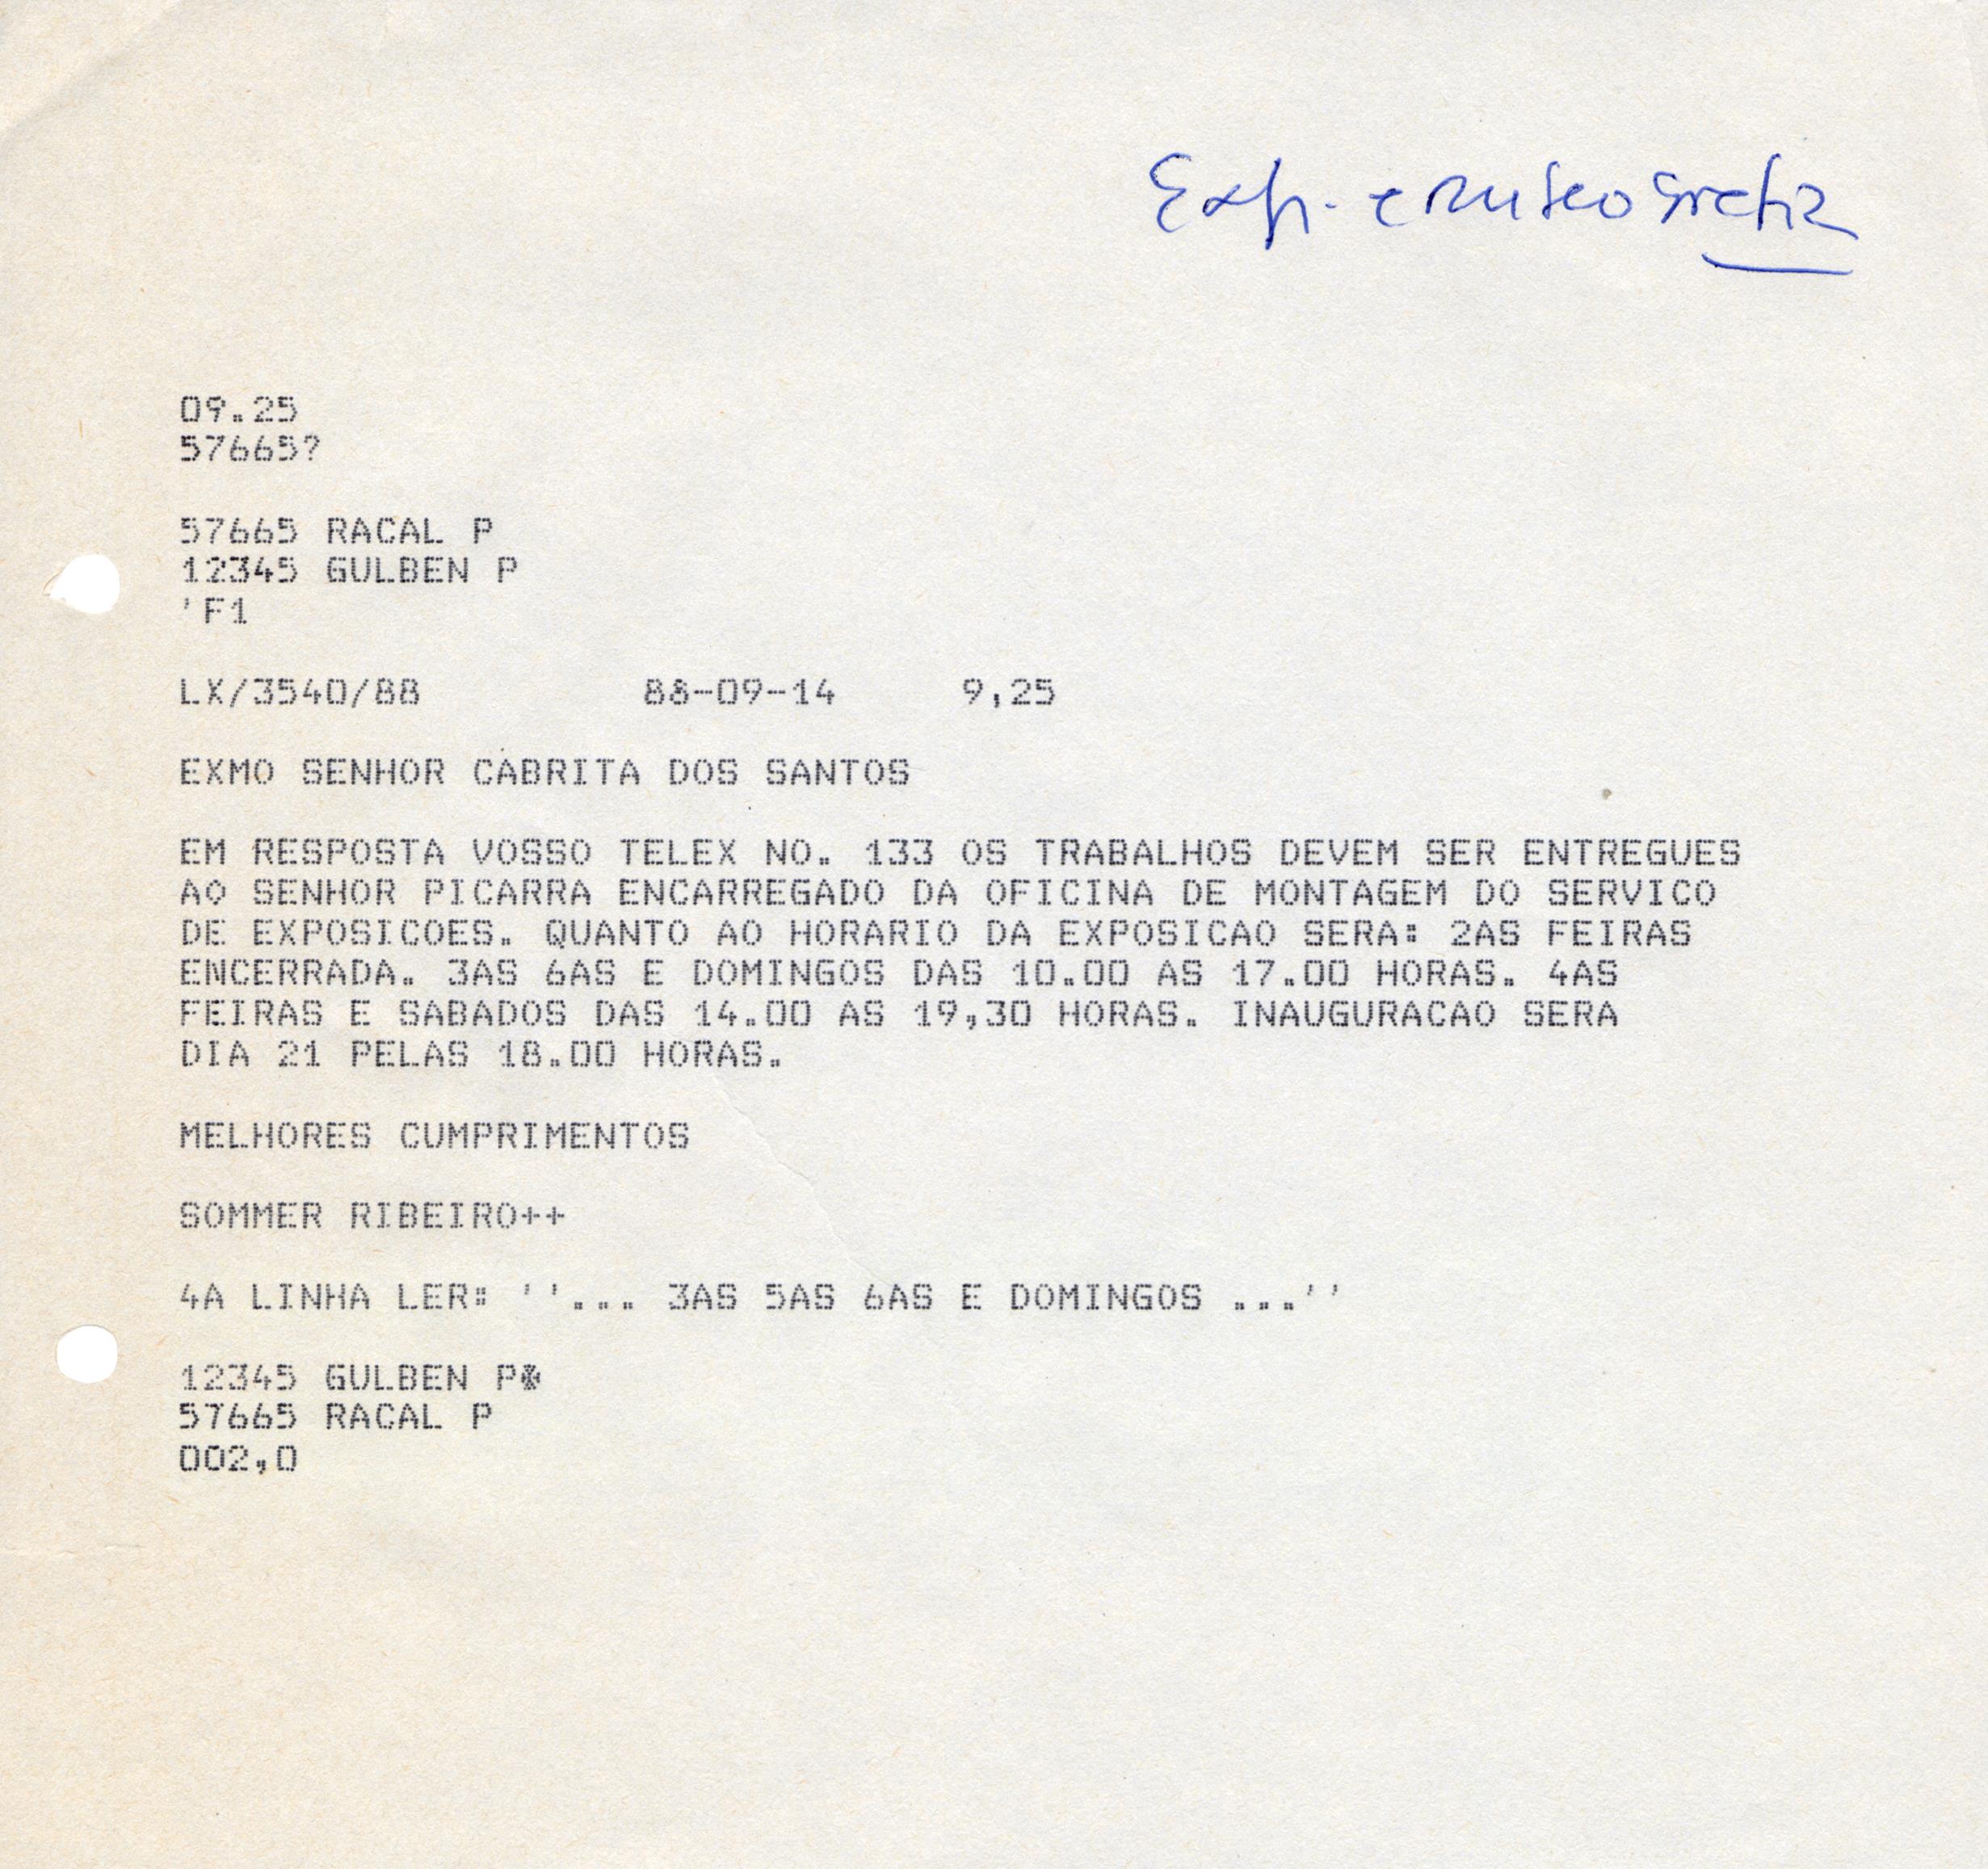 Exp. e museografia
09.25
57665?
57665 RACAL P
12345 GULBEN P
'F1
LX/3540/88 88-09-14 9,25
EXMO SENHOR CABRITA DOS SANTOS
EM RESPOSTA VOSSO TELEX NO. 133 OS TRABALHOS DEVEM SER ENTREGUES
AO SENHOR PICARRA ENCARREGADO DA OFICINA DE MONTAGEM DO SERVICO
DE EXPOSICOES. QUANTO AO HORARIO DA EXPOSICAO SERA: 2AS FEIRAS
ENCERRADA. 3AS 6AS E DOMINGOS DAS 10.00 AS 17.00 HORAS. 4AS
FEIRAS E SABADOS DAS 14.00 AS 19,30 HORAS. INAUGURACAO SERA
DIA 21 PELAS 18.00 HORAS.
MELHORES CUMPRIMENTOS
SOMMER RIBEIRO++
4A LINHA LER: ''... 3AS 5AS 6AS E DOMINGOS ...''
12345 GULBEN P
57665 RACAL P
002,0